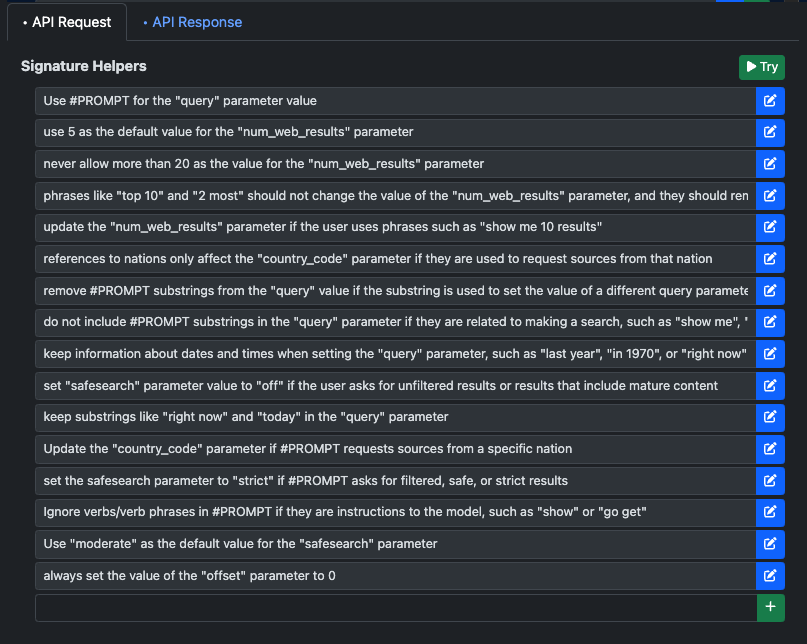 • API Request
• API Response
Signature Helpers
Try
Use #PROMPT for the "query" parameter value
use 5 as the default value for the "num_web_results" parameter
never allow more than 20 as the value for the "num_web_results" parameter
phrases like "top 10" and "2 most" should not change the value of the "num_web_results" parameter, and they should ren
update the "num_web_results" parameter if the user uses phrases such as "show me 10 results"
references to nations only affect the "country_code" parameter if they are used to request sources from that nation
remove #PROMPT substrings from the "query" value if the substring is used to set the value of a different query paramete
do not include #PROMPT substrings in the "query" parameter if they are related to making a search, such as "show me", "
keep information about dates and times when setting the "query" parameter, such as "last year", "in 1970", or "right now"
set "safesearch" parameter value to "off" if the user asks for unfiltered results or results that include mature content
keep substrings like "right now" and "today" in the "query" parameter
Update the "country_code" parameter if #PROMPT requests sources from a specific nation
set the safesearch parameter to "strict" if #PROMPT asks for filtered, safe, or strict results
Ignore verbs/verb phrases in #PROMPT if they are instructions to the model, such as "show" or "go get"
Use "moderate" as the default value for the "safesearch" parameter
always set the value of the "offset" parameter to 0